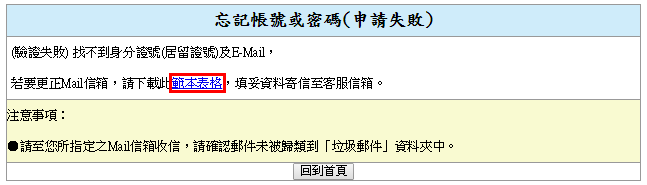 忘記帳號或密碼(申請失敗)
(驗證失敗) 找不到身分證號(居留證號)及E-Mail，
若要更正Mail信箱，請下載此範本表格，填妥資料寄信至客服信箱。
注意事項：
●請至您所指定之Mail信箱收信，請確認郵件未被歸類到「垃圾郵件」資料夾中。
回到首頁